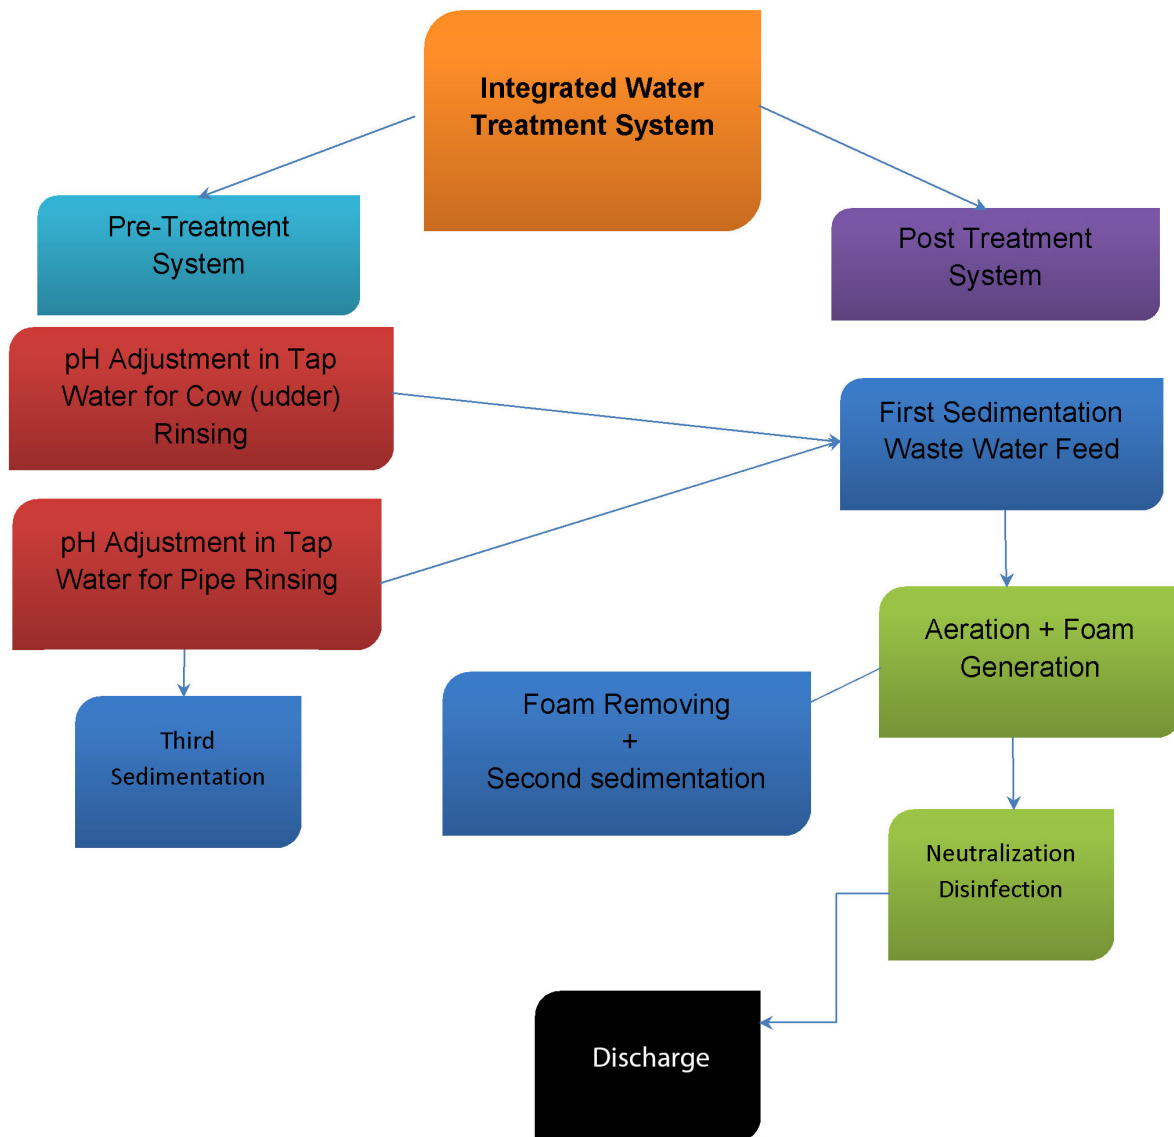 Integrated Water
Treatment System
Pre-Treatment
System
Post Treatment
System
pH Adjustment in Tap
Water for Cow (udder)
Rinsing
First Sedimentation
Waste Water Feed
pH Adjustment in Tap
Water for Pipe Rinsing
Aeration + Foam
Generation
Foam Removing
+
Second sedimentation
Third
Sedimentation
Neutralization
Disinfection
Discharge